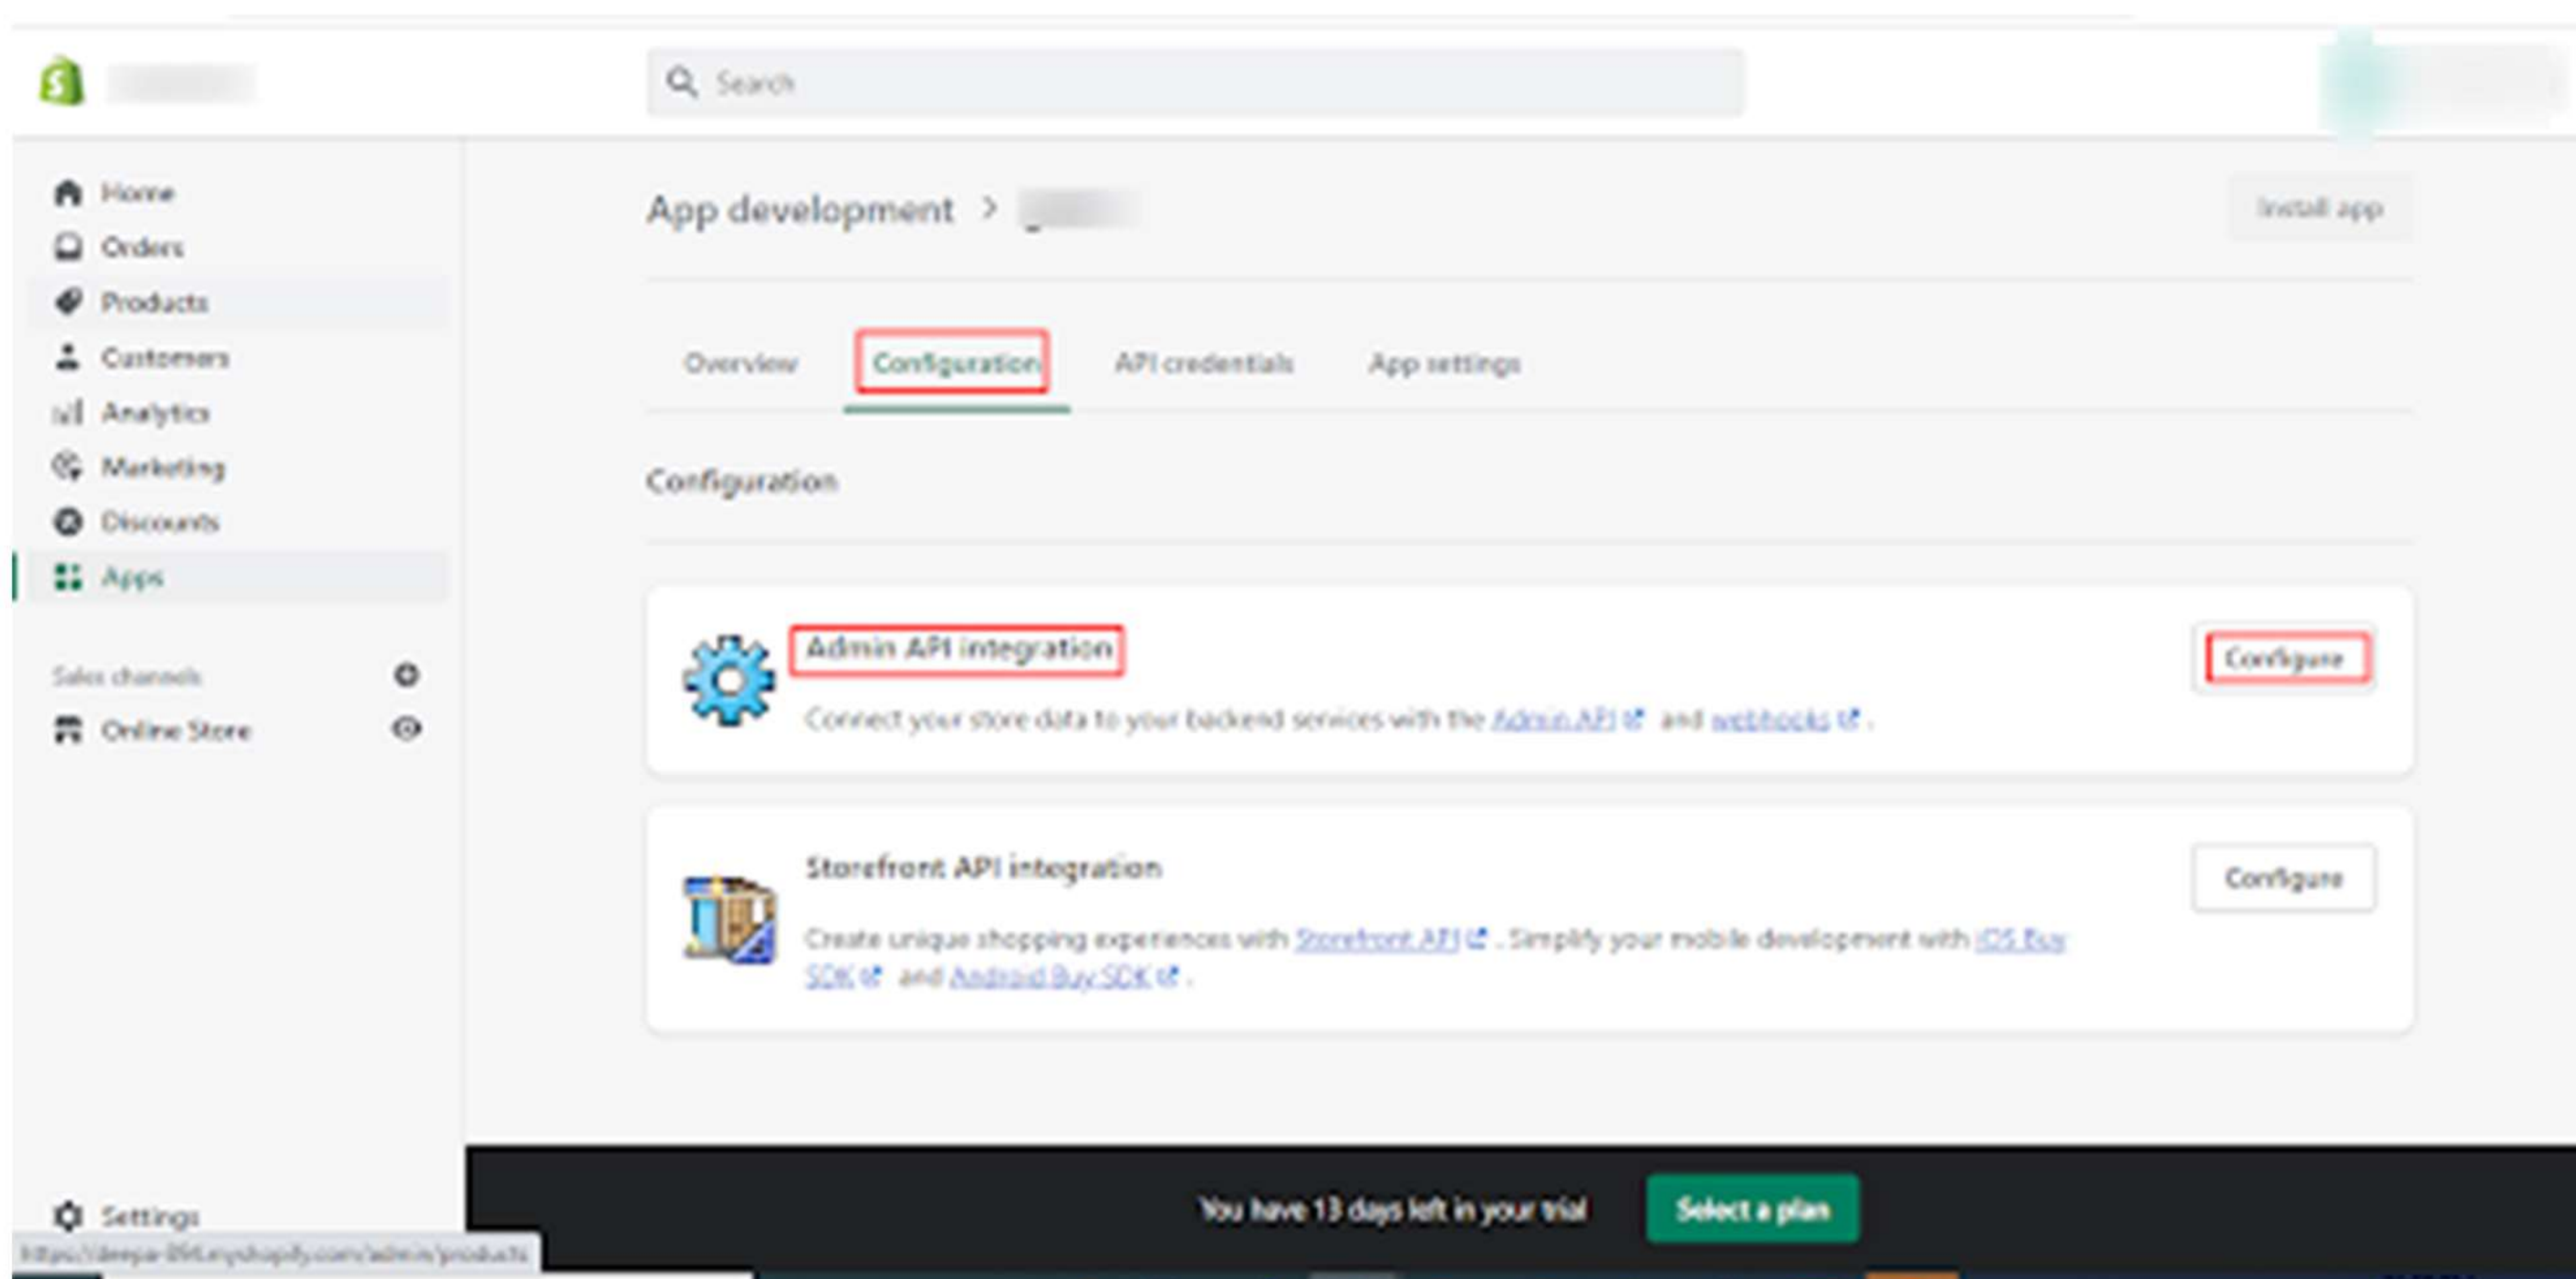 Search
Home
Orders
Products
Customers
Analytics
Marketing
Discounts
Apps
Sales channels
Online Store
Settings
App development >
Install app
Overview Configuration API credentials App settings
Configuration
Admin API integration
Configure
Connect your store data to your backend services with the Admin API and webhooks .
Storefront API integration
Configure
Create unique shopping experiences with Storefront API . Simplify your mobile development with iOS Buy
SDK and Android Buy SDK .
You have 13 days left in your trial
Select a plan